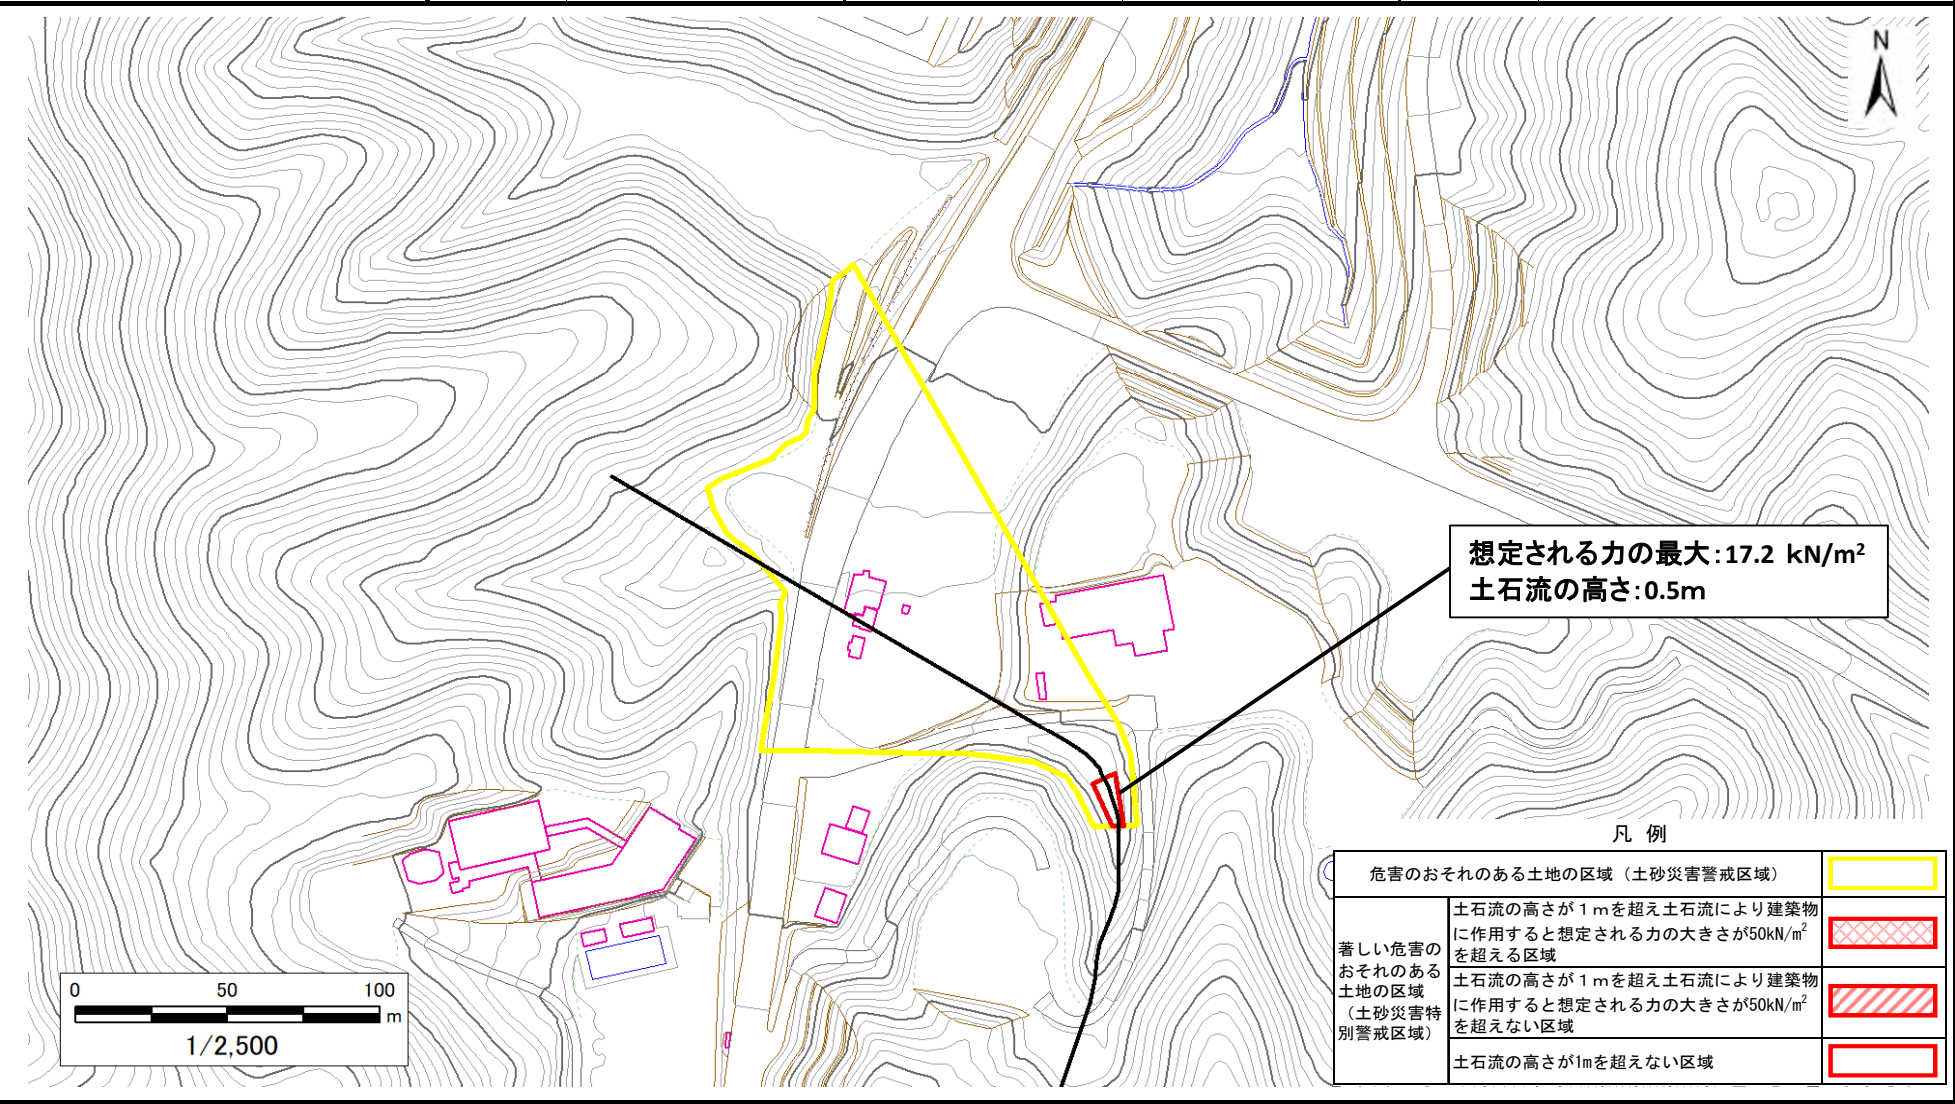 N
想定される力の最大:17.2 kN/m²
土石流の高さ:0.5m
凡 例
危害のおそれのある土地の区域（土砂災害警戒区域）
著しい危害の
おそれのある
土地の区域
（土砂災害特
別警戒区域）
土石流の高さが１ｍを超え土石流により建築物
に作用すると想定される力の大きさが50kN/㎡
を超える区域
土石流の高さが１ｍを超え土石流により建築物
に作用すると想定される力の大きさが50kN/㎡
を超えない区域
土石流の高さが1mを超えない区域
0 50 100
m
1/2,500